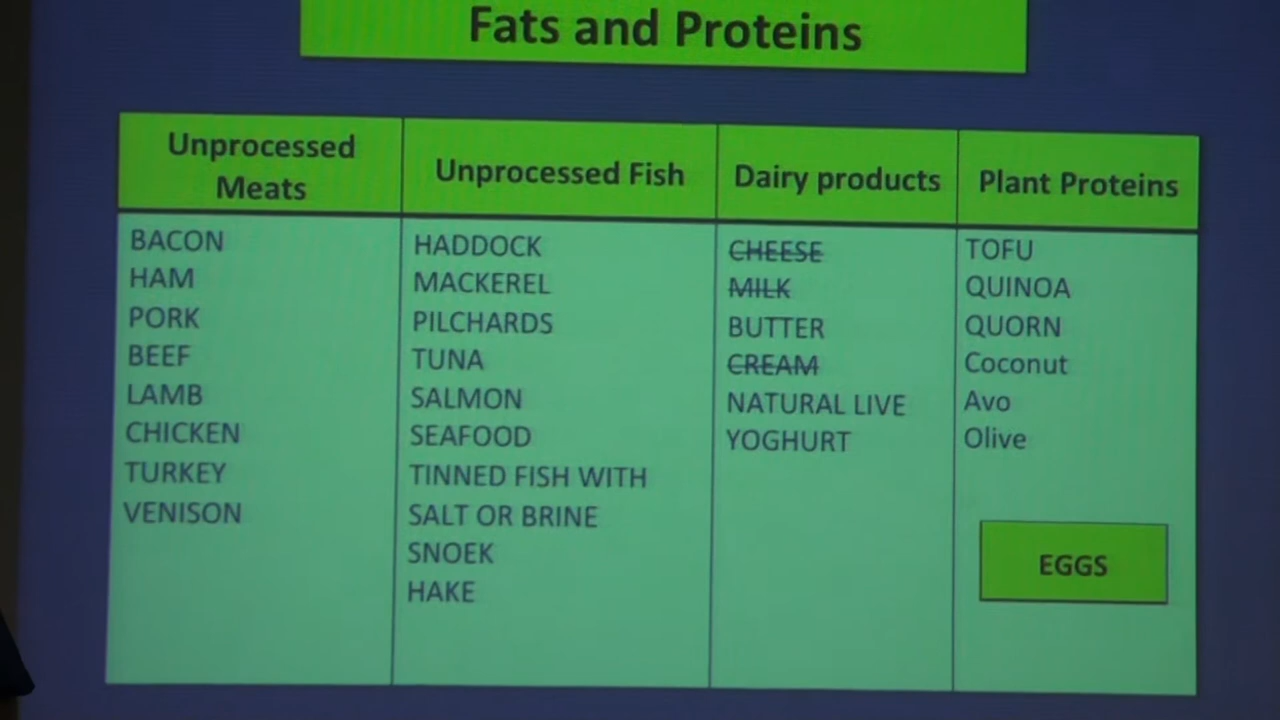 Fats and Proteins
Unprocessed
Meats
Unprocessed Fish
Dairy products
Plant Proteins
BACON
HAM
PORK
BEEF
LAMB
CHICKEN
TURKEY
VENISON
HADDOCK
MACKEREL
PILCHARDS
TUNA
SALMON
SEAFOOD
TINNED FISH WITH
SALT OR BRINE
SNOEK
HAKE
CHEESE
MILK
BUTTER
CREAM
NATURAL LIVE
YOGHURT
TOFU
QUINOA
QUORN
Coconut
Avo
Olive
EGGS